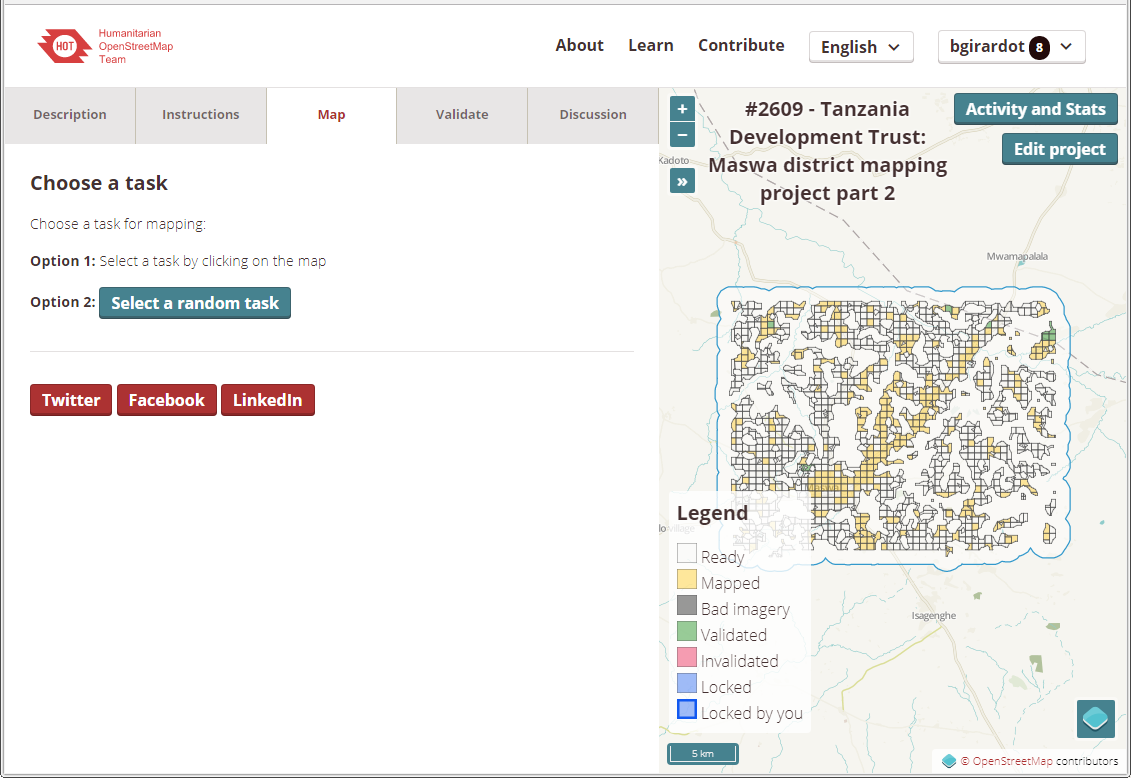 Humanitarian
OpenStreetMap
Team
HOT
About Learn Contribute English bgirardot 8
Description Instructions Map Validate Discussion
Choose a task
Choose a task for mapping:
Option 1: Select a task by clicking on the map
Option 2: Select a random task
Twitter Facebook LinkedIn
+
−
»
#2609 - Tanzania
Development Trust:
Maswa district mapping
project part 2
Activity and Stats
Edit project
Kadoto
Mwamapalala
Maswa
Isagenghe
Legend
Ready
Mapped
Bad imagery
Validated
Invalidated
Locked
Locked by you
5 km
© OpenStreetMap contributors